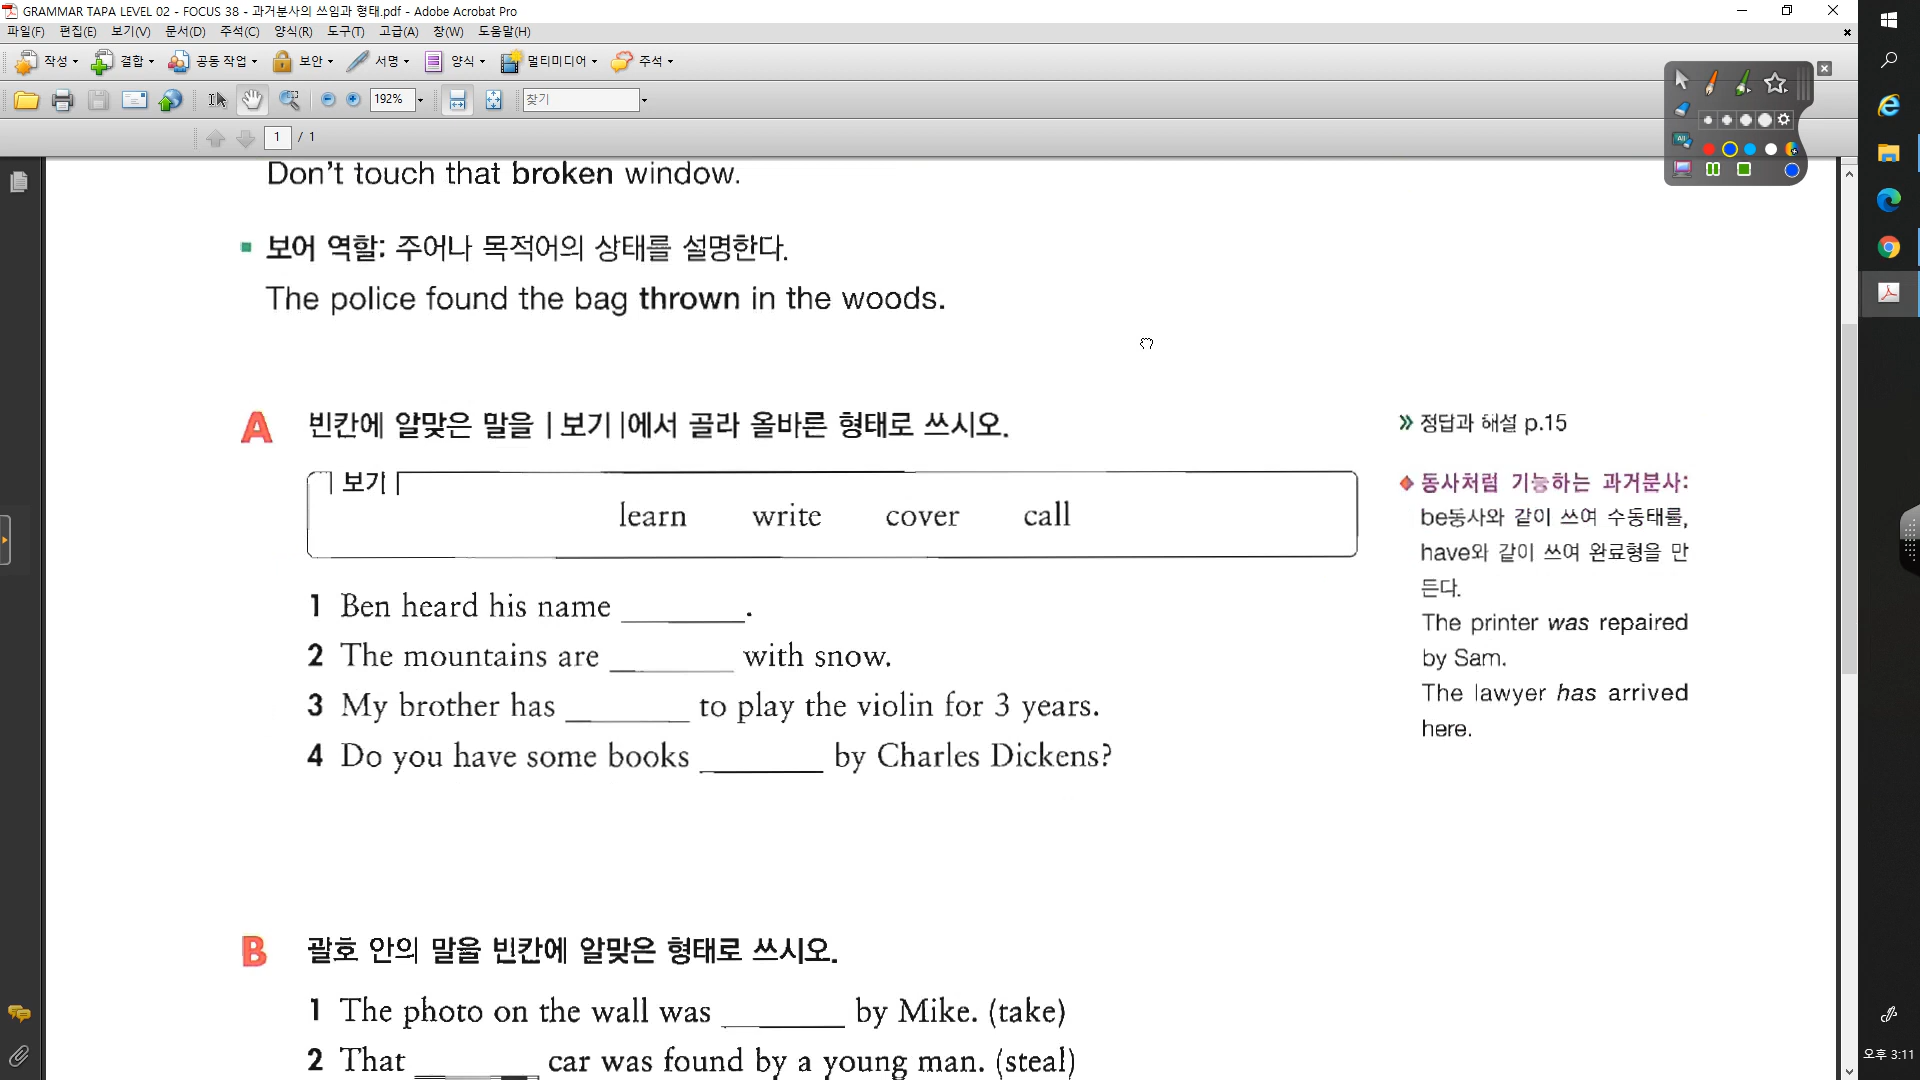 GRAMMAR TAPA LEVEL 02 - FOCUS 38 - 과거분사의 쓰임과 형태.pdf - Adobe Acrobat Pro
파일(F) 편집(E) 보기(V) 문서(D) 주석(C) 양식(R) 도구(T) 고급(A) 창(W) 도움말(H)
작성 결합 공동 작업 보안 서명 양식 멀티미디어 주석
192% 찾기
1 / 1
Don't touch that broken window.
보어 역할: 주어나 목적어의 상태를 설명한다.
The police found the bag thrown in the woods.
A 빈칸에 알맞은 말을 |보기|에서 골라 올바른 형태로 쓰시오.
보기
learn write cover call
1 Ben heard his name ________.
2 The mountains are ________ with snow.
3 My brother has ________ to play the violin for 3 years.
4 Do you have some books ________ by Charles Dickens?
» 정답과 해설 p.15
동사처럼 기능하는 과거분사:
be동사와 같이 쓰여 수동태를,
have와 같이 쓰여 완료형을 만
든다.
The printer was repaired
by Sam.
The lawyer has arrived
here.
B 괄호 안의 말을 빈칸에 알맞은 형태로 쓰시오.
1 The photo on the wall was ________ by Mike. (take)
2 That ________ car was found by a young man. (steal)
오후 3:11